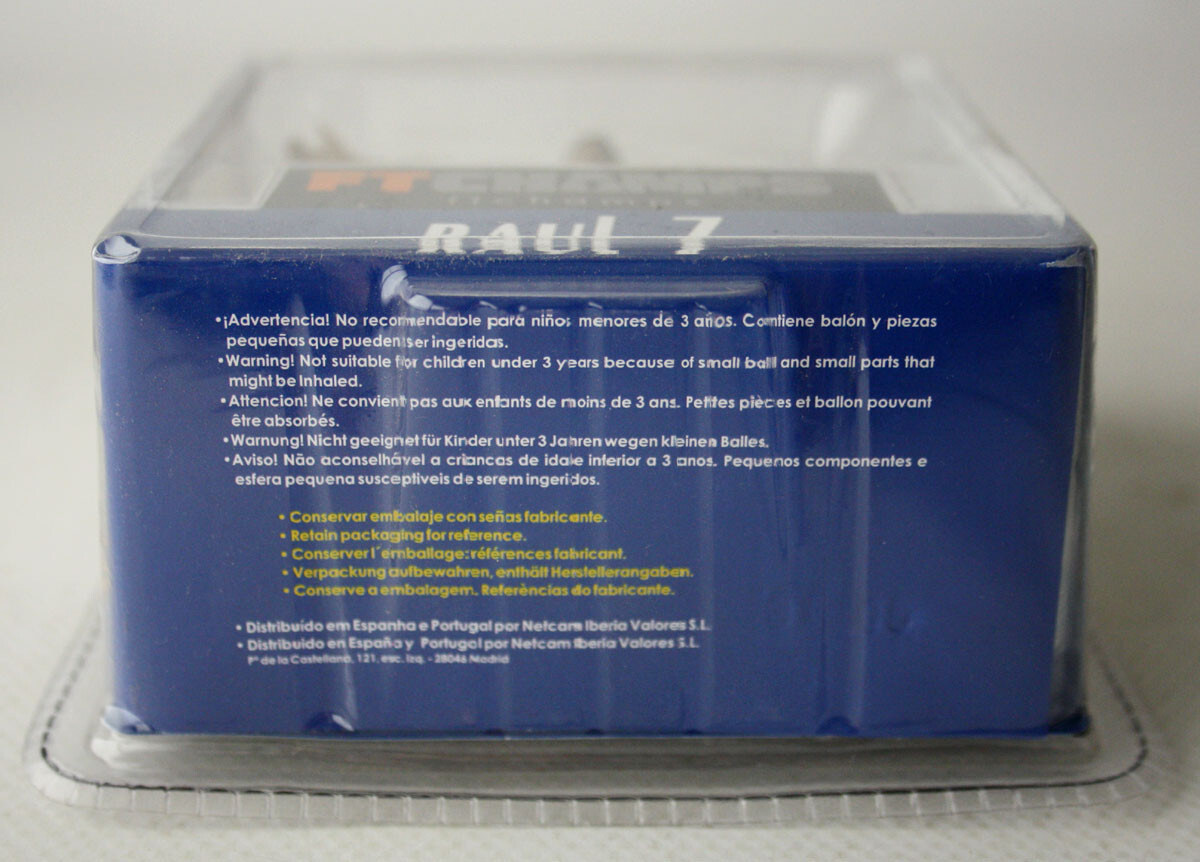 FTCHAMPS
ftchamps
RAUL 7
•¡Advertencia! No recomendable para niños menores de 3 años. Contiene balón y piezas
pequeñas que pueden ser ingeridas.
•Warning! Not suitable for children under 3 years because of small ball and small parts that
might be Inhaled.
•Attencion! Ne convient pas aux enfants de moins de 3 ans. Petites pièces et ballon pouvant
être absorbés.
•Warnung! Nicht geeignet für Kinder unter 3 Jahren wegen kleinen Balles.
•Aviso! Não aconselhável a criancas de idade inferior a 3 anos. Pequenos componentes e
esfera pequena susceptiveis de serem ingeridos.
• Conservar embalaje con señas fabricante.
• Retain packaging for reference.
• Conserver l´emballage:références fabricant.
• Verpackung aufbewahren, enthält Herstellerangaben.
• Conserve a embalagem. Referèncias do fabricante.
• Distribuído em Espanha e Portugal por Netcam Iberia Valores S.L.
• Distribuido en España y Portugal por Netcam Iberia Valores S.L.
Pº de la Castellana, 121, esc. Izq. - 28046 Madrid